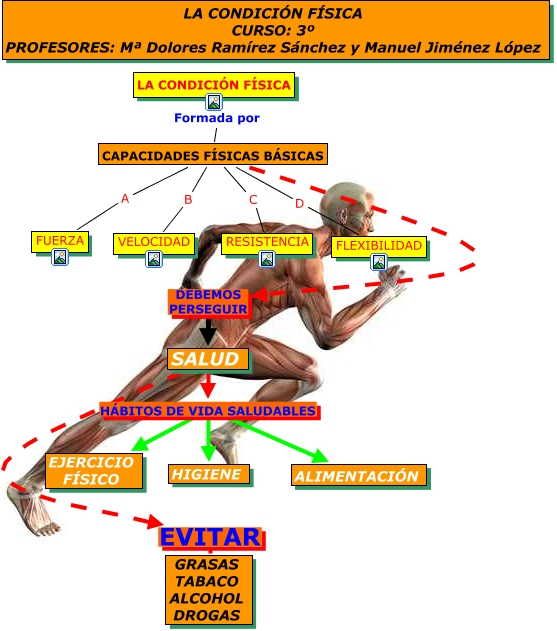 LA CONDICIÓN FÍSICA
CURSO: 3º
PROFESORES: Mª Dolores Ramírez Sánchez y Manuel Jiménez López
LA CONDICIÓN FÍSICA
Formada por
CAPACIDADES FÍSICAS BÁSICAS
A B C D
FUERZA VELOCIDAD RESISTENCIA FLEXIBILIDAD
DEBEMOS
PERSEGUIR
SALUD
HÁBITOS DE VIDA SALUDABLES
EJERCICIO
FÍSICO
HIGIENE
ALIMENTACIÓN
EVITAR
GRASAS
TABACO
ALCOHOL
DROGAS